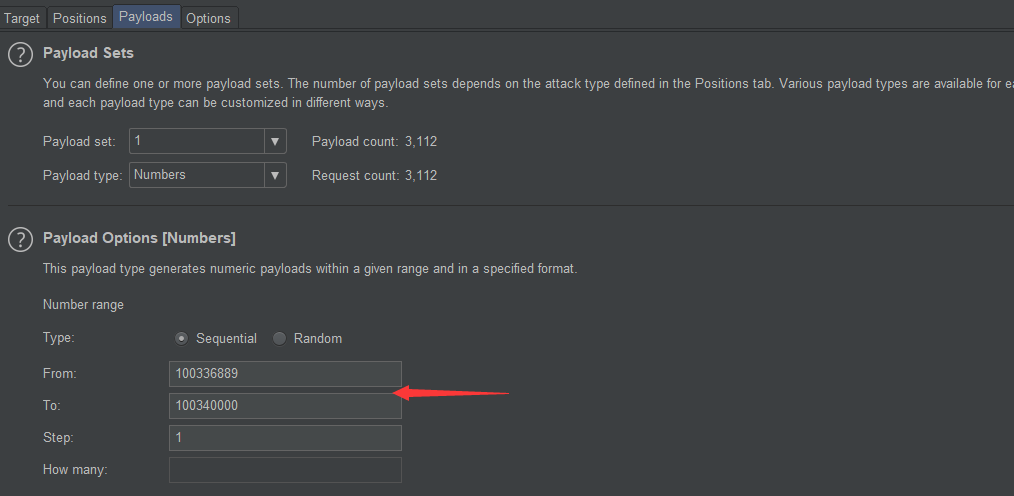 Target Positions Payloads Options
? Payload Sets
You can define one or more payload sets. The number of payload sets depends on the attack type defined in the Positions tab. Various payload types are available for
and each payload type can be customized in different ways.
Payload set: 1 Payload count: 3,112
Payload type: Numbers Request count: 3,112
? Payload Options [Numbers]
This payload type generates numeric payloads within a given range and in a specified format.
Number range
Type: Sequential Random
From: 100336889
To: 100340000
Step: 1
How many: